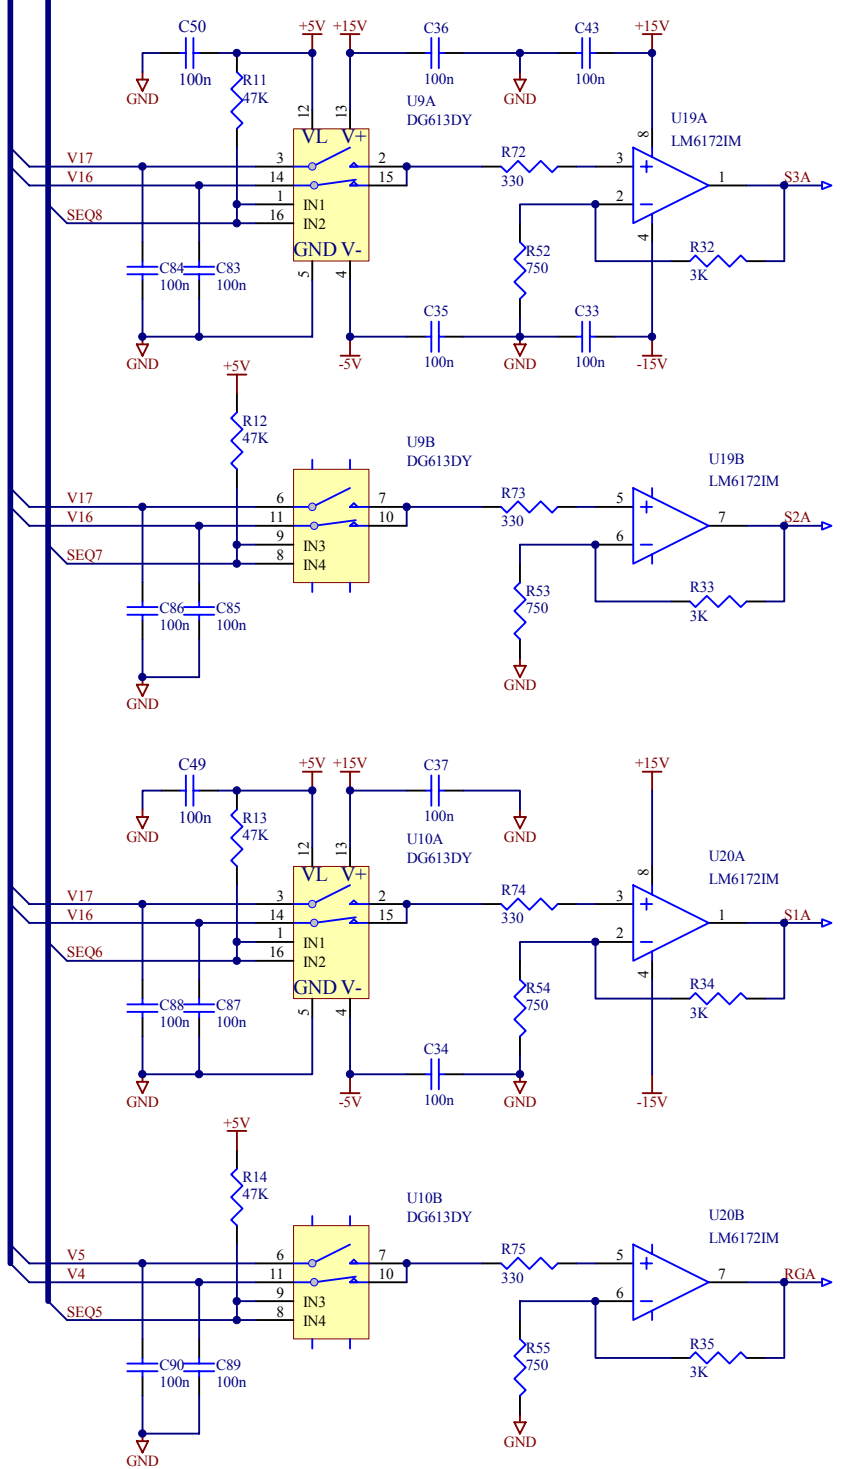 C50
+5V
+15V
C36
C43
+15V
100n
GND
R11
47K
100n
GND
100n
U9A
DG613DY
12
13
VL V+
U19A
LM6172IM
8
V17
3
2
R72
330
3
1
S3A
V16
14
15
2
1
IN1
SEQ8
16
IN2
4
GND V-
R52
750
R32
3K
C84
100n
C83
100n
5
4
C35
C33
GND
-5V
100n
GND
100n
-15V
+5V
R12
47K
U9B
DG613DY
U19B
LM6172IM
V17
6
7
R73
330
5
7
S2A
V16
11
10
6
9
IN3
SEQ7
8
IN4
C86
100n
C85
100n
R53
750
R33
3K
GND
GND
C49
+5V
+15V
C37
+15V
100n
GND
R13
47K
100n
GND
U10A
DG613DY
12
13
VL V+
U20A
LM6172IM
8
V17
3
2
R74
330
3
1
S1A
V16
14
15
2
1
IN1
SEQ6
16
IN2
4
GND V-
R54
750
R34
3K
C88
100n
C87
100n
5
4
C34
GND
-5V
100n
GND
-15V
+5V
R14
47K
U10B
DG613DY
U20B
LM6172IM
V5
6
7
R75
330
5
7
RGA
V4
11
10
6
9
IN3
SEQ5
8
IN4
C90
100n
C89
100n
R55
750
R35
3K
GND
GND